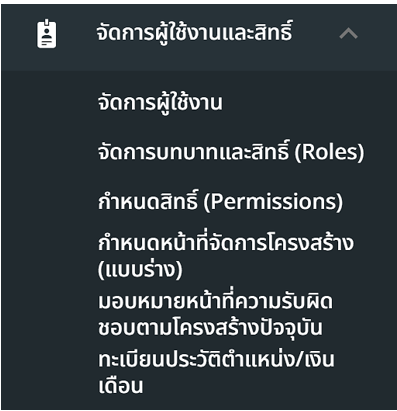 จัดการผู้ใช้งานและสิทธิ์
จัดการผู้ใช้งาน
จัดการบทบาทและสิทธิ์ (Roles)
กำหนดสิทธิ์ (Permissions)
กำหนดหน้าที่จัดการโครงสร้าง
(แบบร่าง)
มอบหมายหน้าที่ความรับผิด
ชอบตามโครงสร้างปัจจุบัน
ทะเบียนประวัติตำแหน่ง/เงิน
เดือน